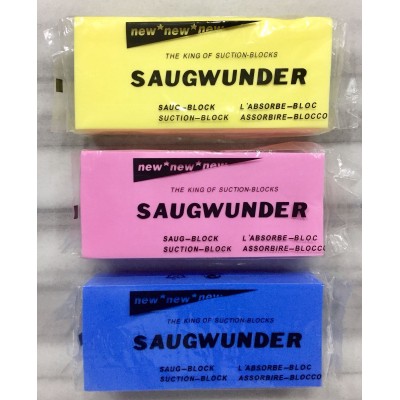 new*new*new
THE KING OF SUCTION-BLOCKS
SAUGWUNDER
SAUG-BLOCK L'ABSORBE-BLOC
SUCTION-BLOCK ASSORBIRE-BLOCCO
new*new*new
THE KING OF SUCTION-BLOCKS
SAUGWUNDER
SAUG-BLOCK L'ABSORBE-BLOC
SUCTION-BLOCK ASSORBIRE-BLOCCO
new*new*new
THE KING OF SUCTION-BLOCKS
SAUGWUNDER
SAUG-BLOCK L'ABSORBE-BLOC
SUCTION-BLOCK ASSORBIRE-BLOCCO